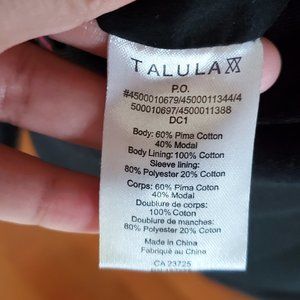 TALULA
P.O.
#4500010679/4500011344/4
500010697/4500011388
DC1
Body: 60% Pima Cotton
40% Modal
Body Lining: 100% Cotton
Sleeve lining:
80% Polyester 20% Cotton
Corps: 60% Pima Coton
40% Modal
Doublure de corps:
100% Coton
Doublure de manches:
80% Polyester 20% Coton
Made in China
Fabriqué au China
CA 23725